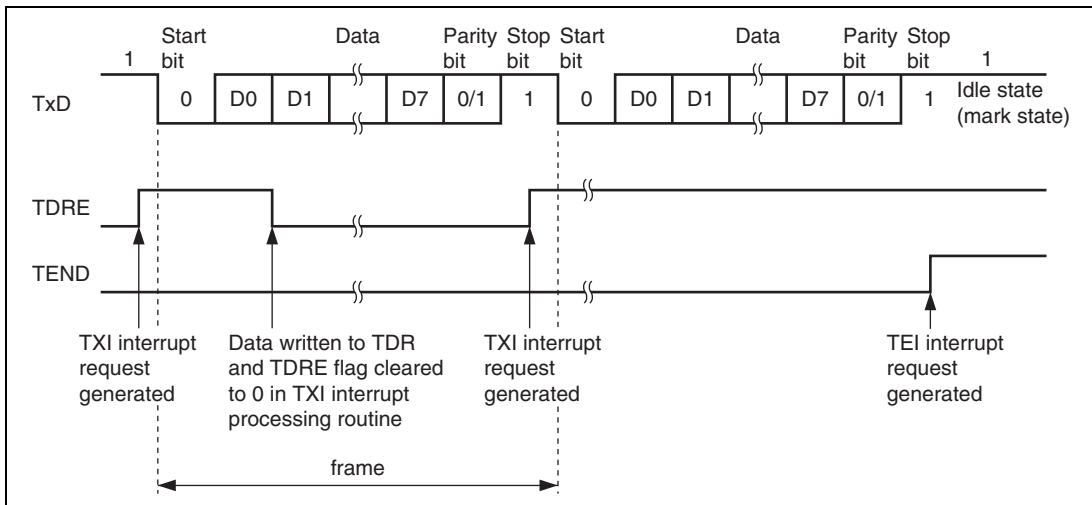 Start Data Parity Stop Start Data Parity Stop
1 bit bit bit bit bit bit 1
TxD 0 D0 D1 D7 0/1 1 0 D0 D1 D7 0/1 1 Idle state
(mark state)
TDRE
TEND
TXI interrupt
request
generated
Data written to TDR
and TDRE flag cleared
to 0 in TXI interrupt
processing routine
TXI interrupt
request
generated
TEI interrupt
request
generated
frame